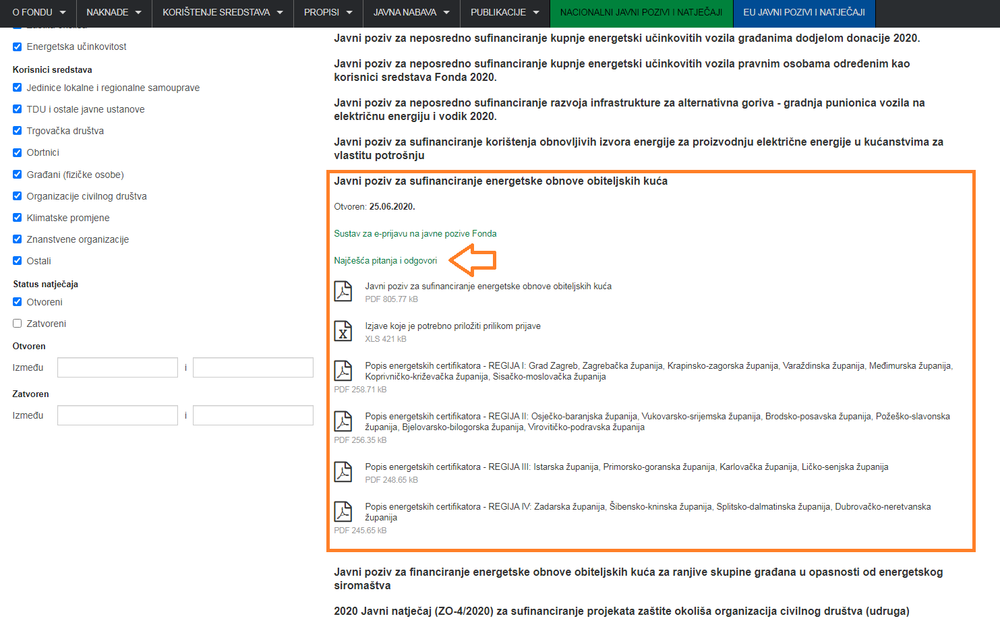 O FONDU
NAKNADE
KORIŠTENJE SREDSTAVA
PROPISI
JAVNA NABAVA
PUBLIKACIJE
NACIONALNI JAVNI POZIVI I NATJEČAJI
EU JAVNI POZIVI I NATJEČAJI
Energetska učinkovitost
Korisnici sredstava
Jedinice lokalne i regionalne samouprave
TDU i ostale javne ustanove
Trgovačka društva
Obrtnici
Građani (fizičke osobe)
Organizacije civilnog društva
Klimatske promjene
Znanstvene organizacije
Ostali
Status natječaja
Otvoreni
Zatvoreni
Otvoren
Između i
Zatvoren
Između i
Javni poziv za neposredno sufinanciranje kupnje energetski učinkovitih vozila građanima dodjelom donacije 2020.
Javni poziv za neposredno sufinanciranje kupnje energetski učinkovitih vozila pravnim osobama određenim kao
korisnici sredstava Fonda 2020.
Javni poziv za neposredno sufinanciranje razvoja infrastrukture za alternativna goriva - gradnja punionica vozila na
električnu energiju i vodik 2020.
Javni poziv za sufinanciranje korištenja obnovljivih izvora energije za proizvodnju električne energije u kućanstvima za
vlastitu potrošnju
Javni poziv za sufinanciranje energetske obnove obiteljskih kuća
Otvoren: 25.06.2020.
Sustav za e-prijavu na javne pozive Fonda
Najčešća pitanja i odgovori
Javni poziv za sufinanciranje energetske obnove obiteljskih kuća
PDF 805.77 kB
Izjave koje je potrebno priložiti prilikom prijave
XLS 421 kB
Popis energetskih certifikatora - REGIJA I: Grad Zagreb, Zagrebačka županija, Krapinsko-zagorska županija, Varaždinska županija, Međimurska županija,
Koprivničko-križevačka županija, Sisačko-moslovačka županija
PDF 258.71 kB
Popis energetskih certifikatora - REGIJA II: Osječko-baranjska županija, Vukovarsko-srijemska županija, Brodsko-posavska županija, Požeško-slavonska
županija, Bjelovarsko-bilogorska županija, Virovitičko-podravska županija
PDF 256.35 kB
Popis energetskih certifikatora - REGIJA III: Istarska županija, Primorsko-goranska županija, Karlovačka županija, Ličko-senjska županija
PDF 248.65 kB
Popis energetskih certifikatora - REGIJA IV: Zadarska županija, Šibensko-kninska županija, Splitsko-dalmatinska županija, Dubrovačko-neretvanska
županija
PDF 245.65 kB
Javni poziv za financiranje energetske obnove obiteljskih kuća za ranjive skupine građana u opasnosti od energetskog
siromaštva
2020 Javni natječaj (ZO-4/2020) za sufinanciranje projekata zaštite okoliša organizacija civilnog društva (udruga)